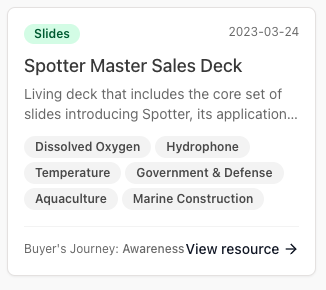 Slides
2023-03-24
Spotter Master Sales Deck
Living deck that includes the core set of
slides introducing Spotter, its application...
Dissolved Oxygen
Hydrophone
Temperature
Government & Defense
Aquaculture
Marine Construction
Buyer's Journey: Awareness
View resource →